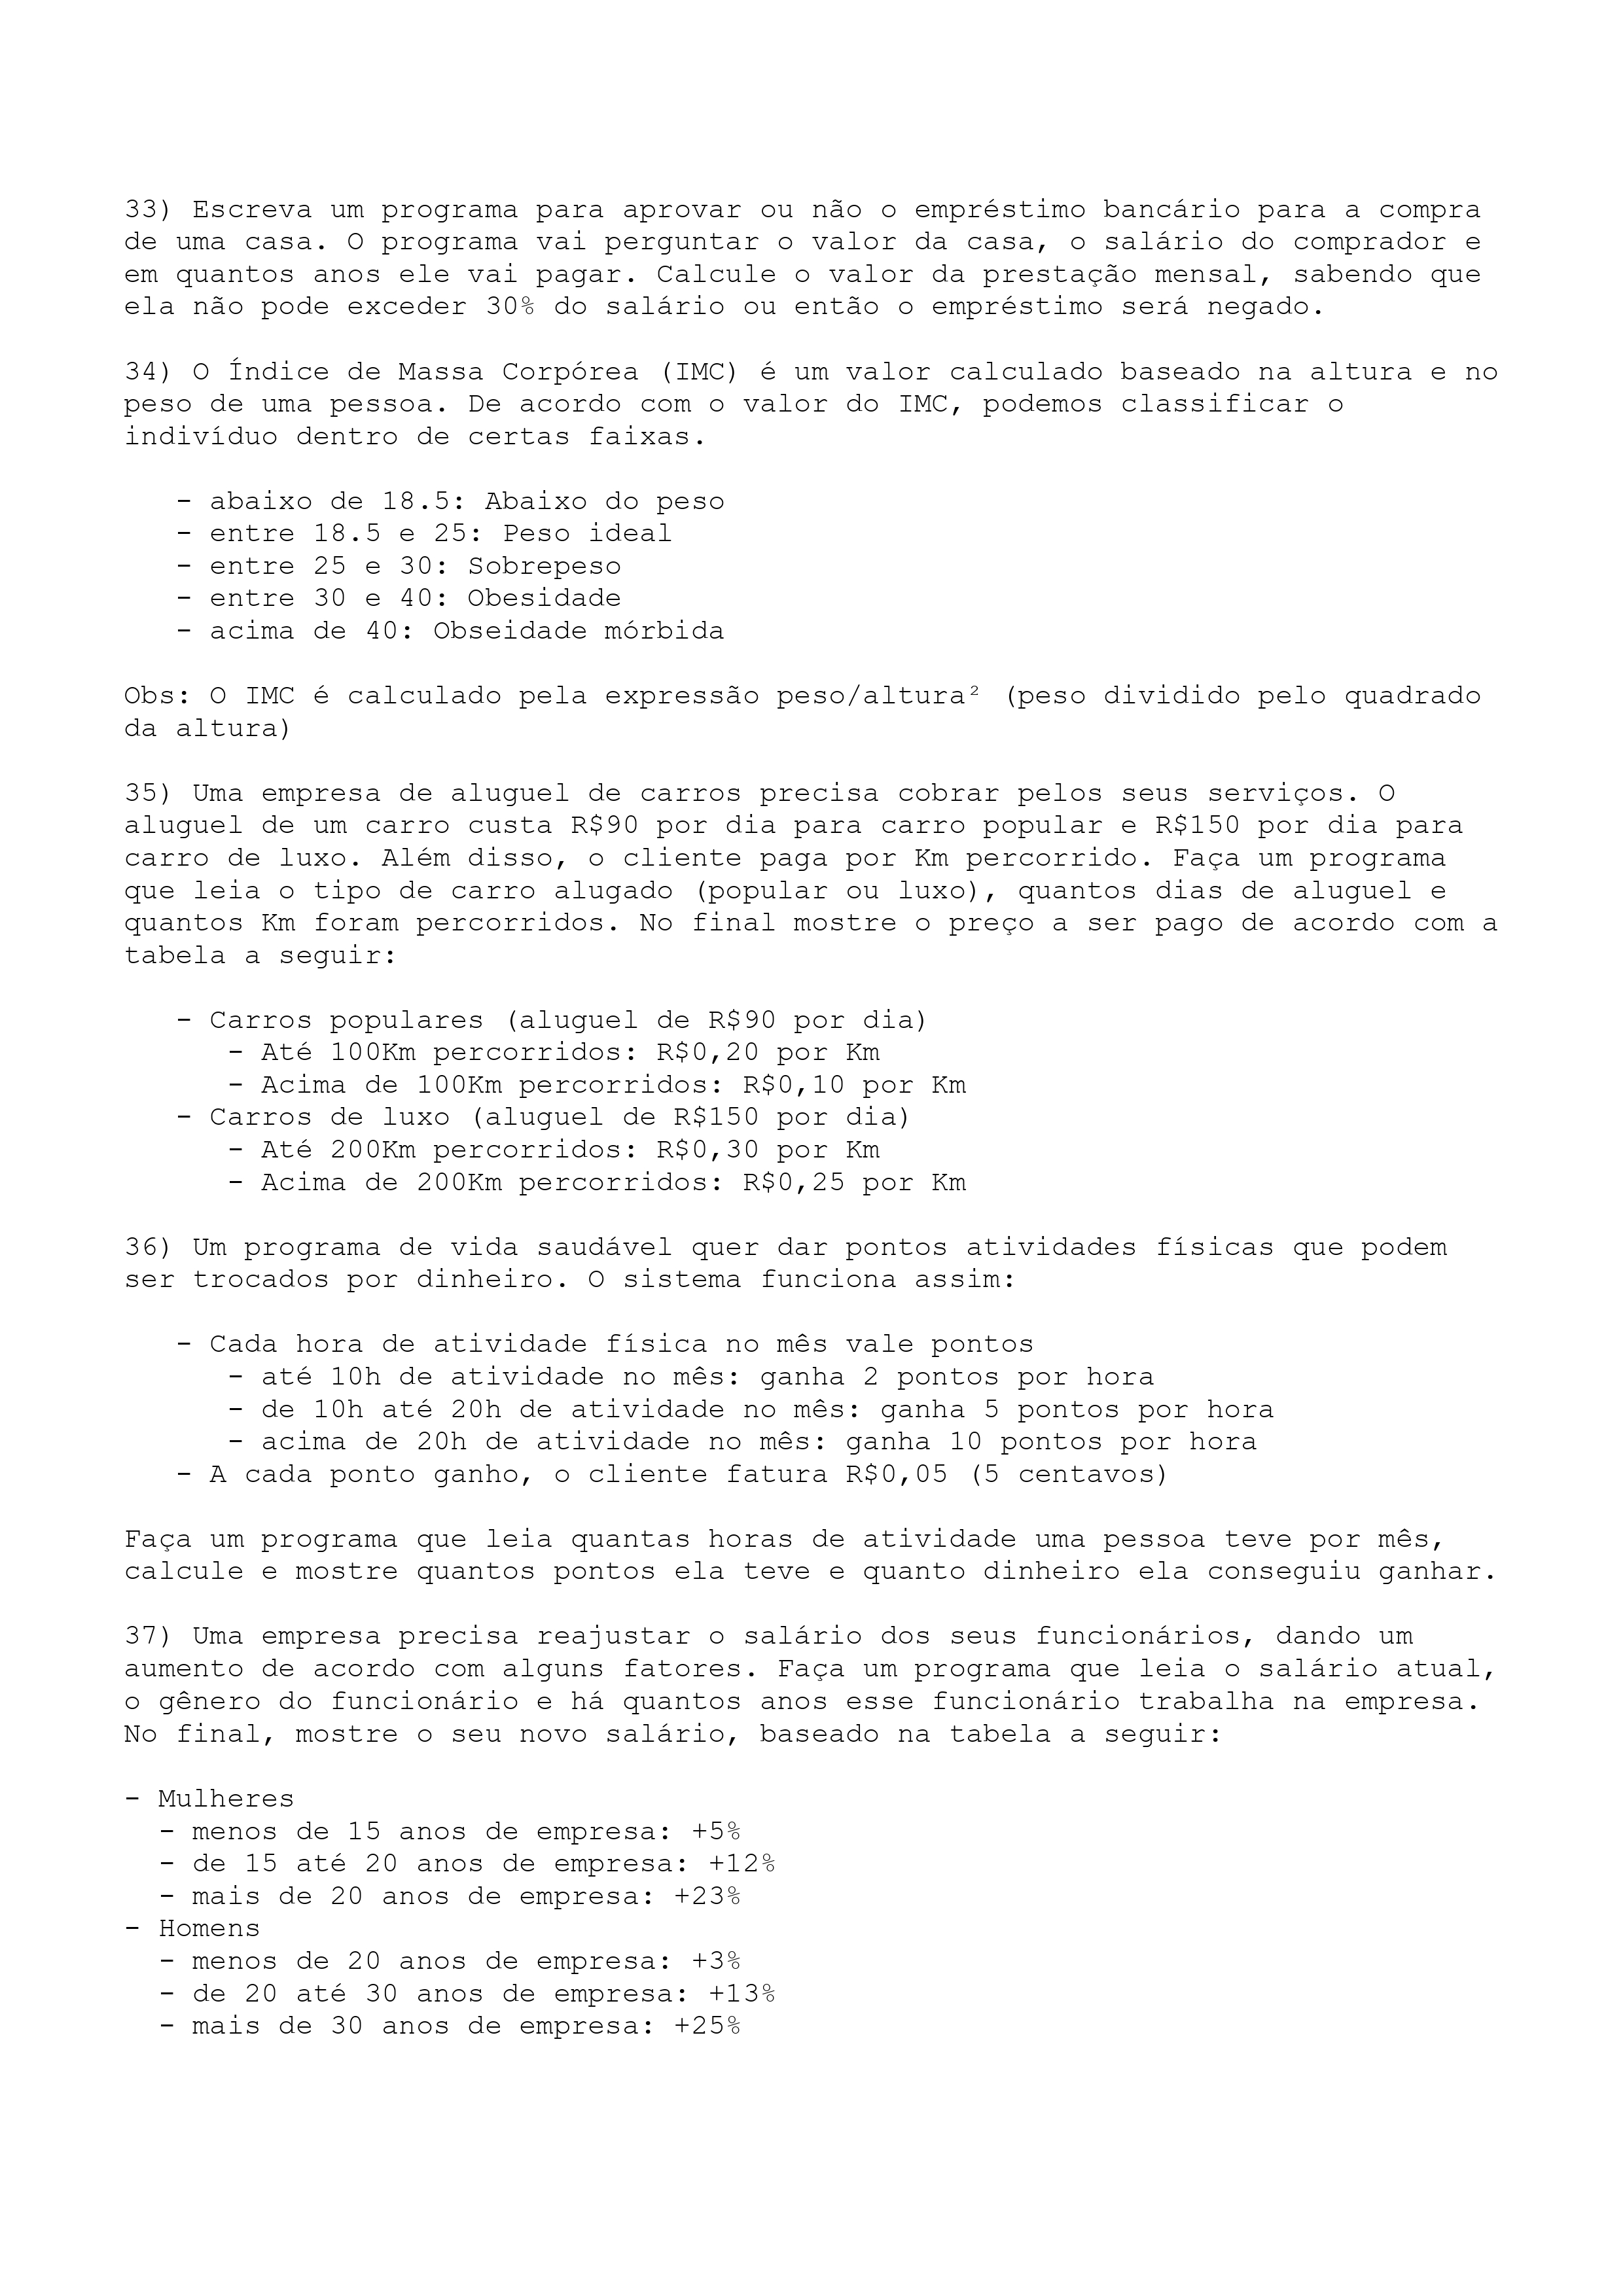 33) Escreva um programa para aprovar ou não o empréstimo bancário para a compra
de uma casa. O programa vai perguntar o valor da casa, o salário do comprador e
em quantos anos ele vai pagar. Calcule o valor da prestação mensal, sabendo que
ela não pode exceder 30% do salário ou então o empréstimo será negado.
34) O Índice de Massa Corpórea (IMC) é um valor calculado baseado na altura e no
peso de uma pessoa. De acordo com o valor do IMC, podemos classificar o
indivíduo dentro de certas faixas.
- abaixo de 18.5: Abaixo do peso
- entre 18.5 e 25: Peso ideal
- entre 25 e 30: Sobrepeso
- entre 30 e 40: Obesidade
- acima de 40: Obseidade mórbida
Obs: O IMC é calculado pela expressão peso/altura² (peso dividido pelo quadrado
da altura)
35) Uma empresa de aluguel de carros precisa cobrar pelos seus serviços. O
aluguel de um carro custa R$90 por dia para carro popular e R$150 por dia para
carro de luxo. Além disso, o cliente paga por Km percorrido. Faça um programa
que leia o tipo de carro alugado (popular ou luxo), quantos dias de aluguel e
quantos Km foram percorridos. No final mostre o preço a ser pago de acordo com a
tabela a seguir:
- Carros populares (aluguel de R$90 por dia)
- Até 100Km percorridos: R$0,20 por Km
- Acima de 100Km percorridos: R$0,10 por Km
- Carros de luxo (aluguel de R$150 por dia)
- Até 200Km percorridos: R$0,30 por Km
- Acima de 200Km percorridos: R$0,25 por Km
36) Um programa de vida saudável quer dar pontos atividades físicas que podem
ser trocados por dinheiro. O sistema funciona assim:
- Cada hora de atividade física no mês vale pontos
- até 10h de atividade no mês: ganha 2 pontos por hora
- de 10h até 20h de atividade no mês: ganha 5 pontos por hora
- acima de 20h de atividade no mês: ganha 10 pontos por hora
- A cada ponto ganho, o cliente fatura R$0,05 (5 centavos)
Faça um programa que leia quantas horas de atividade uma pessoa teve por mês,
calcule e mostre quantos pontos ela teve e quanto dinheiro ela conseguiu ganhar.
37) Uma empresa precisa reajustar o salário dos seus funcionários, dando um
aumento de acordo com alguns fatores. Faça um programa que leia o salário atual,
o gênero do funcionário e há quantos anos esse funcionário trabalha na empresa.
No final, mostre o seu novo salário, baseado na tabela a seguir:
- Mulheres
- menos de 15 anos de empresa: +5%
- de 15 até 20 anos de empresa: +12%
- mais de 20 anos de empresa: +23%
- Homens
- menos de 20 anos de empresa: +3%
- de 20 até 30 anos de empresa: +13%
- mais de 30 anos de empresa: +25%